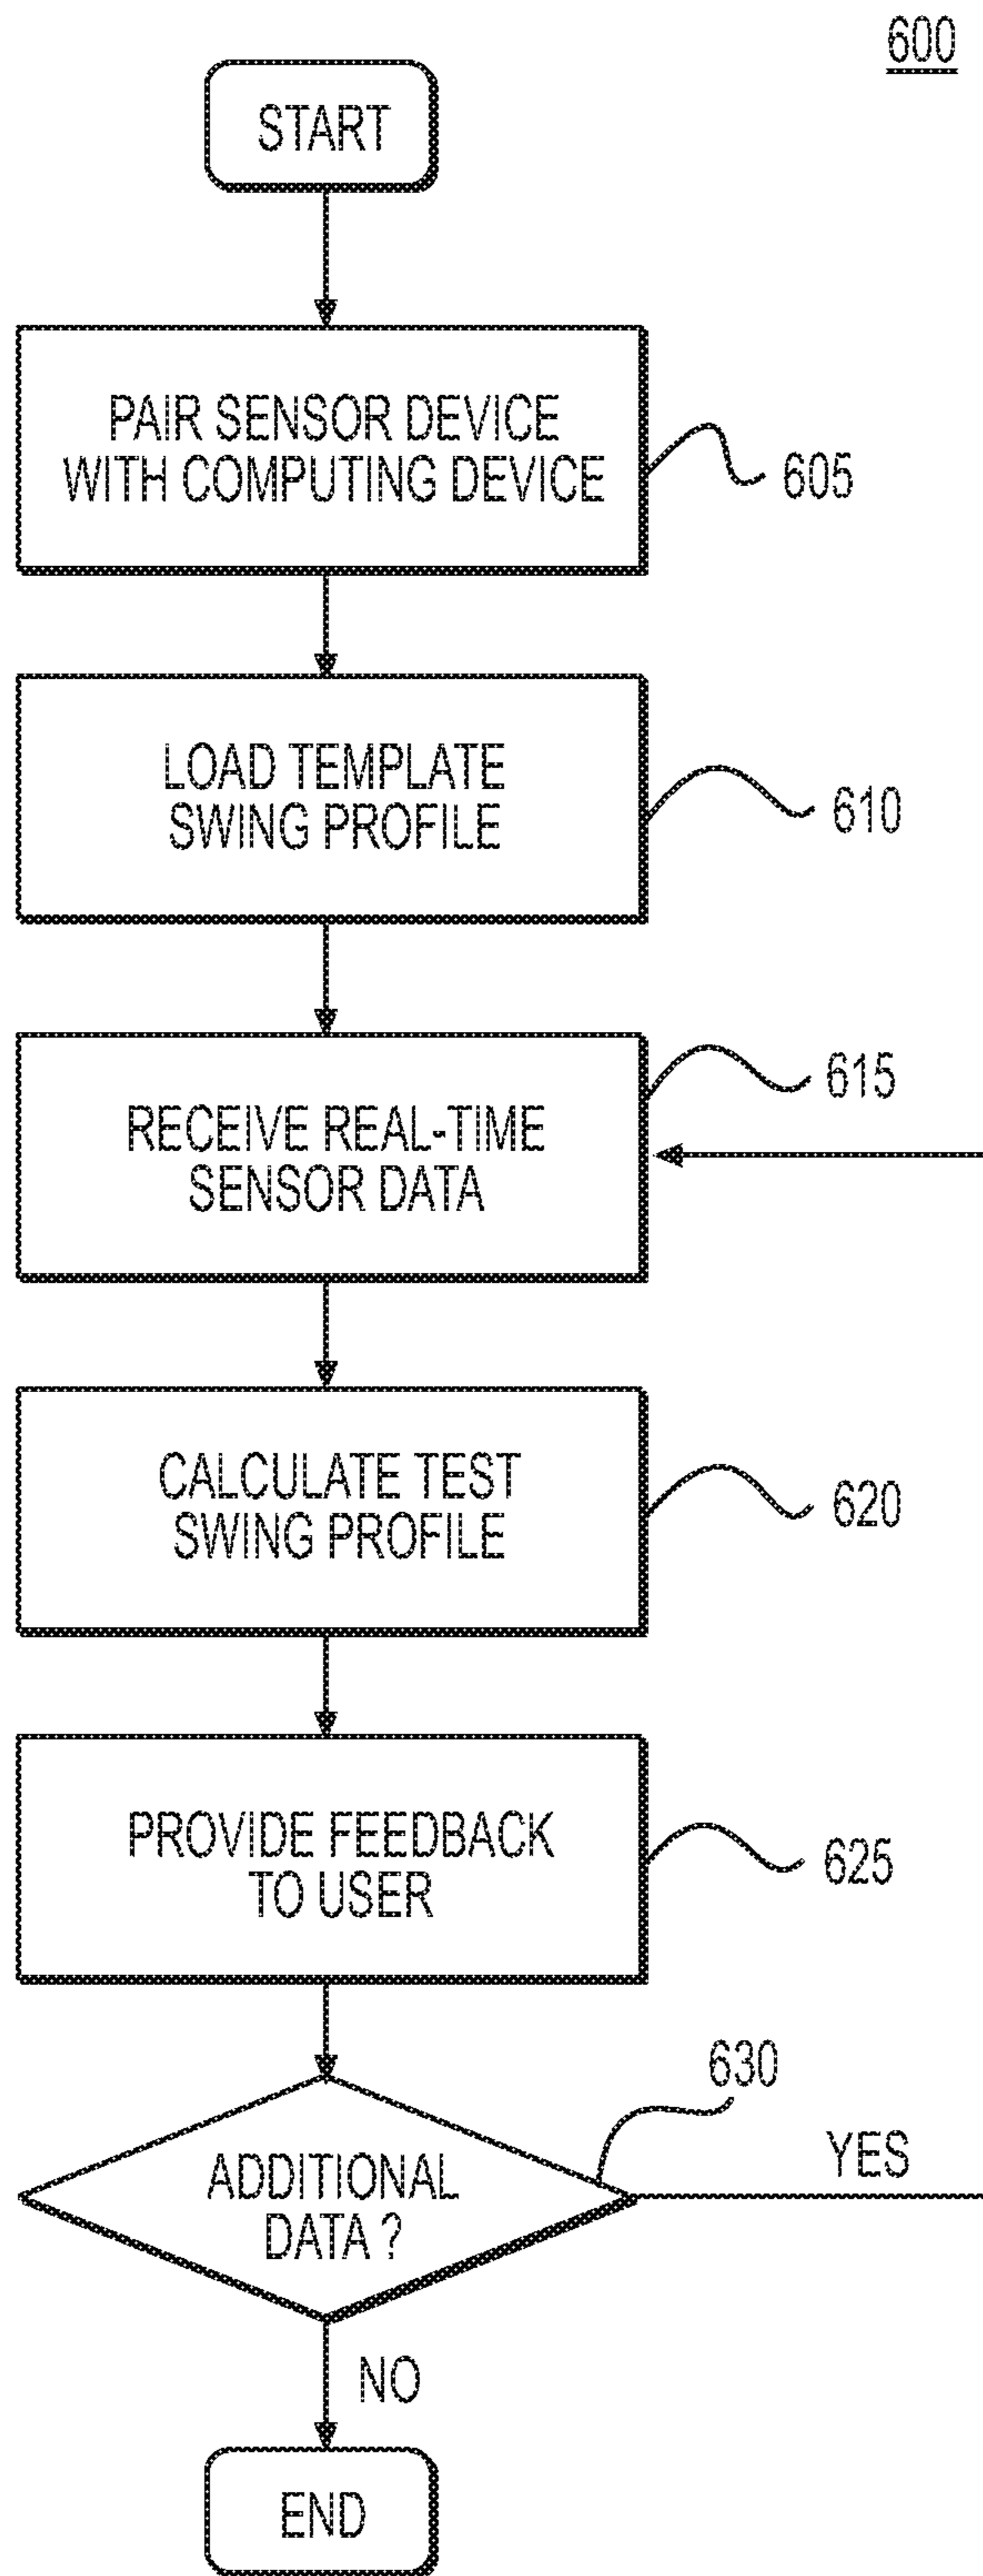 600
START
PAIR SENSOR DEVICE
WITH COMPUTING DEVICE
605
LOAD TEMPLATE
SWING PROFILE
610
615
RECEIVE REAL-TIME
SENSOR DATA
CALCULATE TEST
SWING PROFILE
620
PROVIDE FEEDBACK
TO USER
625
630
YES
ADDITIONAL
DATA ?
NO
END